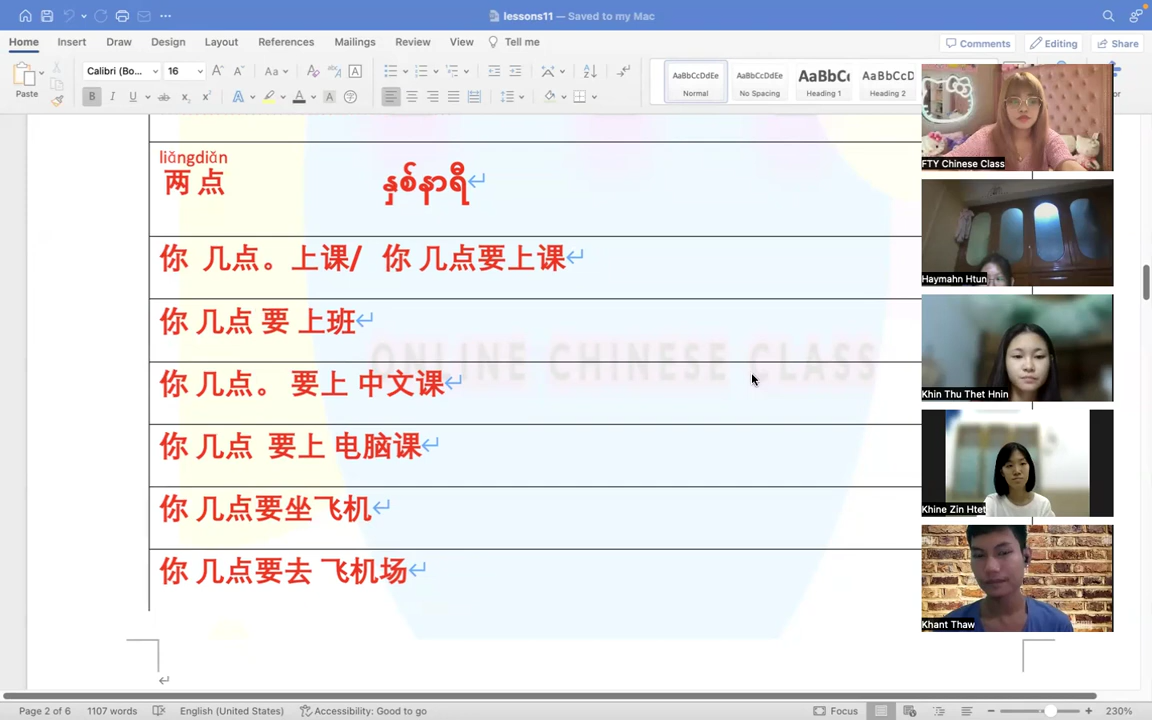 lessons11 — Saved to my Mac
Home Insert Draw Design Layout References Mailings Review View Tell me Comments Editing Share
Paste Calibri (Bo... 16 AaBbCcDdEe Normal AaBbCcDdEe No Spacing AaBbC Heading 1 AaBbCcD Heading 2
liǎngdiǎn
两 点 နှစ်နာရီ
你 几点。上课/ 你 几点要上课
你 几点 要 上班
ONLINE CHINESE CLASS
你 几点。 要上 中文课
你 几点 要上 电脑课
你 几点要坐飞机
你 几点要去 飞机场
FTY Chinese Class
Haymahn Htun
Khin Thu Thet Hnin
Khine Zin Htet
Khant Thaw
Page 2 of 6 1107 words English (United States) Accessibility: Good to go Focus 230%